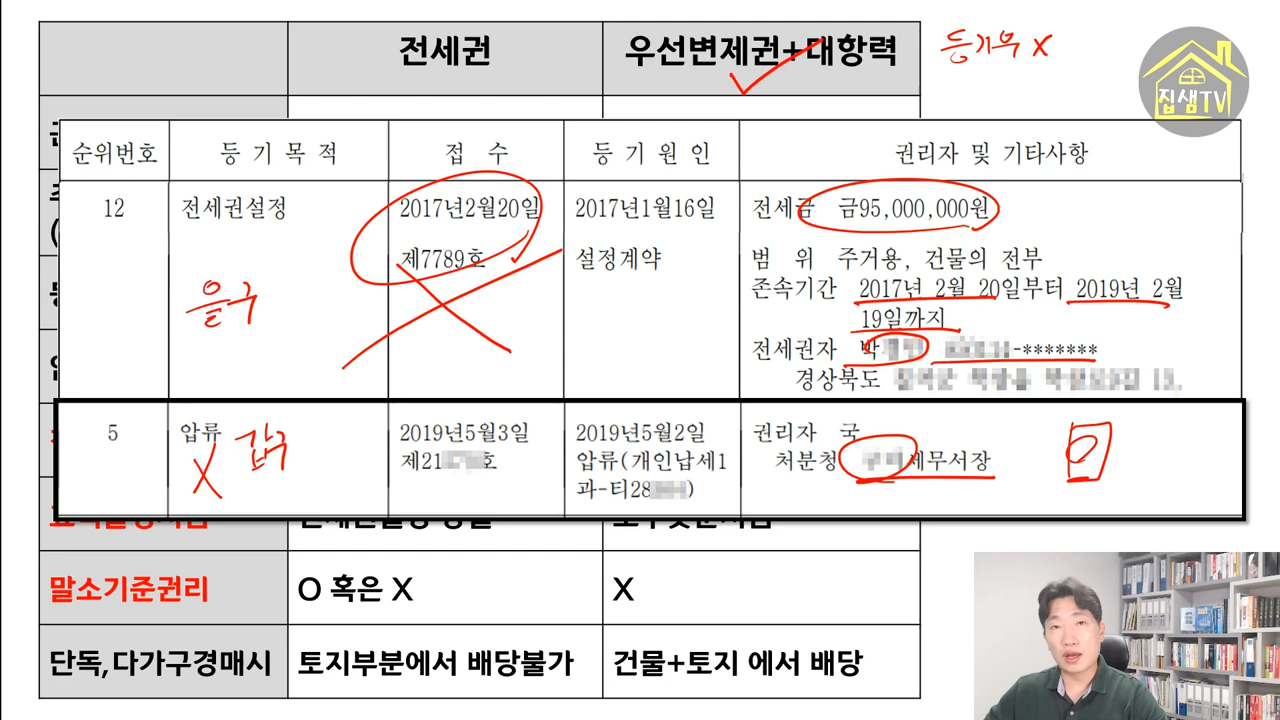 전세권
우선변제권+대항력
등기부 X
집샘TV
순위번호
등 기 목 적
접 수
등 기 원 인
권리자 및 기타사항
12
전세권설정
2017년2월20일
제7789호
2017년1월16일
설정계약
전세금 금95,000,000원
범 위 주거용, 건물의 전부
존속기간 2017년 2월 20일부터 2019년 2월
19일까지
전세권자 박
-*******
경상북도
을구
5
압류
갑구
2019년5월3일
제21 호
2019년5월2일
압류(개인납세1
과-티28 )
권리자 국
처분청 세무서장
말소기준권리
O 혹은 X
X
단독,다가구경매시
토지부분에서 배당불가
건물+토지 에서 배당